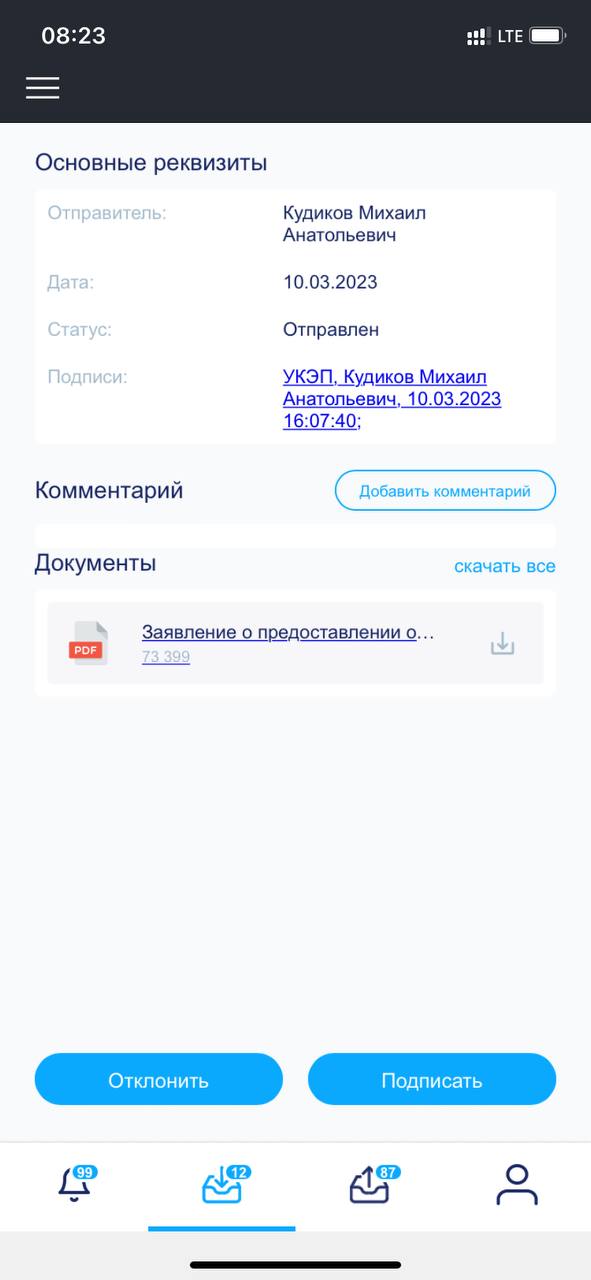 08:23
LTE
Основные реквизиты
Отправитель:
Кудиков Михаил
Анатольевич
Дата:
10.03.2023
Статус:
Отправлен
Подписи:
УКЭП, Кудиков Михаил
Анатольевич, 10.03.2023
16:07:40;
Комментарий
Добавить комментарий
Документы
скачать все
PDF
Заявление о предоставлении о...
73 399
Отклонить
Подписать
99
12
87